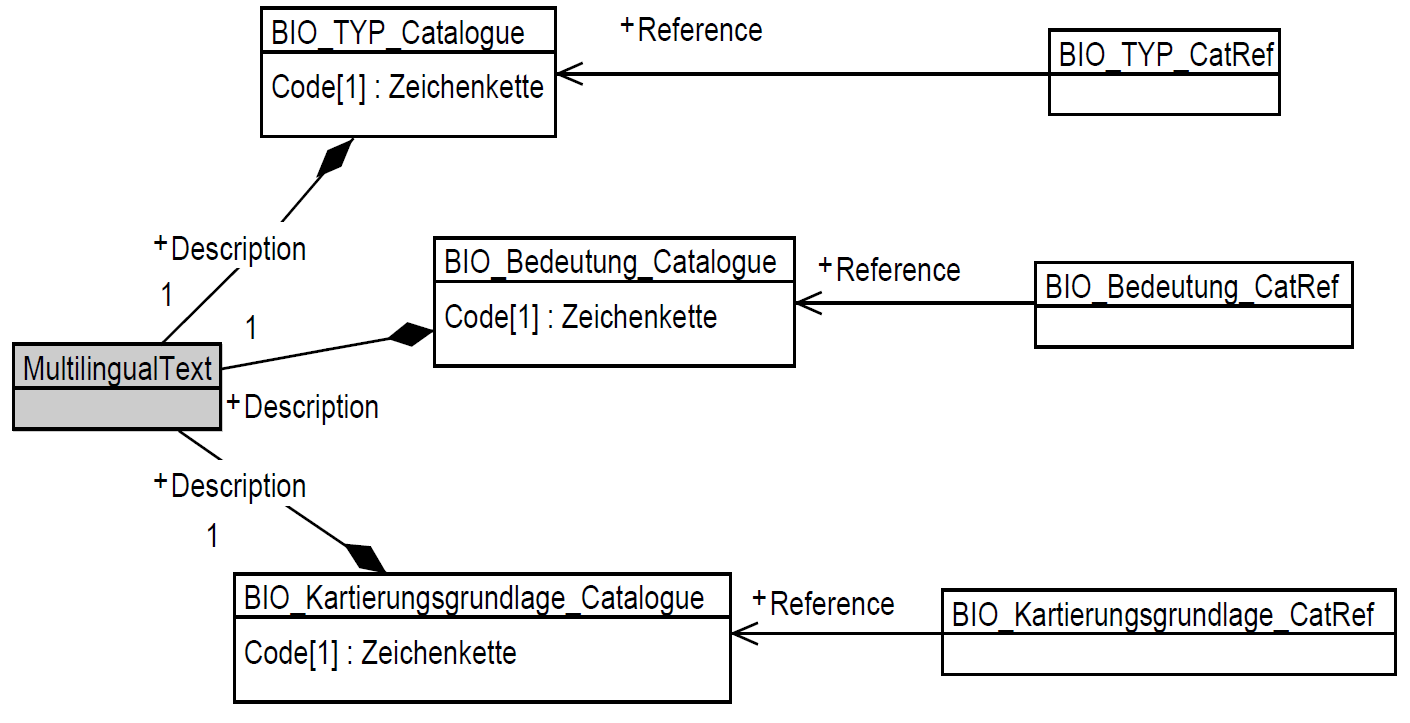 BIO_TYP_Catalogue
Code[1] : Zeichenkette
+Reference
BIO_TYP_CatRef
+Description
1
BIO_Bedeutung_Catalogue
Code[1] : Zeichenkette
+Reference
BIO_Bedeutung_CatRef
1
MultilingualText
+Description
+Description
1
BIO_Kartierungsgrundlage_Catalogue
Code[1] : Zeichenkette
+Reference
BIO_Kartierungsgrundlage_CatRef